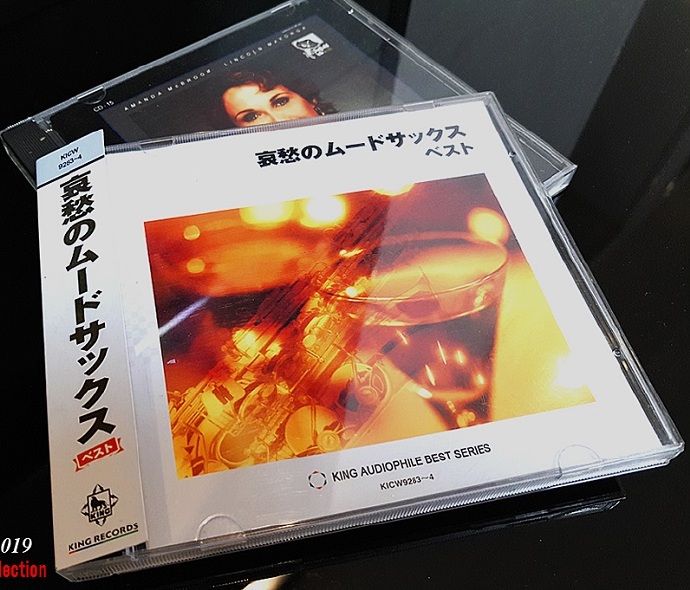 CD-15 AMANDA McBROOM LINCOLN MAYORGA
哀愁のムードサックス
ベスト
KICW
9283~4
哀愁のムードサックス
ベスト
KING
KING RECORDS
KING AUDIOPHILE BEST SERIES
KICW9283~4
019
lection